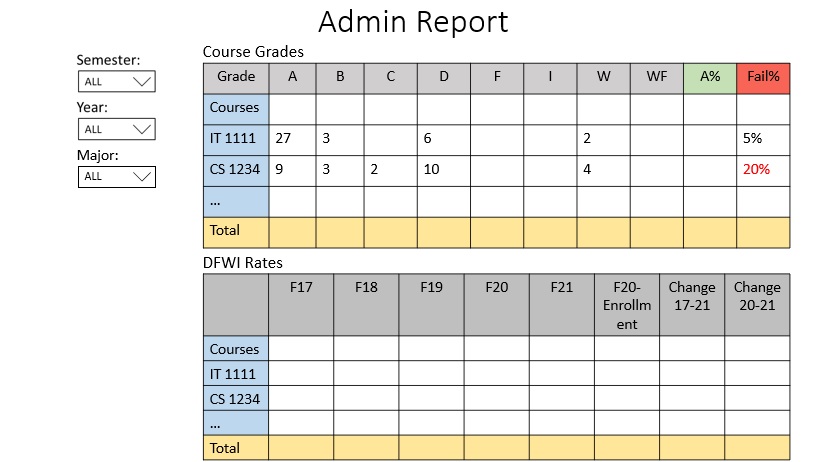 Admin Report
Semester:
ALL
Year:
ALL
Major:
ALL
Course Grades
Grade A B C D F I W WF A% Fail%
Courses
IT 1111 27 3 6 2 5%
CS 1234 9 3 2 10 4 20%
...
Total
DFWI Rates
F17 F18 F19 F20 F21 F20- Change Change
Enrollm 17-21 20-21
ent
Courses
IT 1111
CS 1234
...
Total